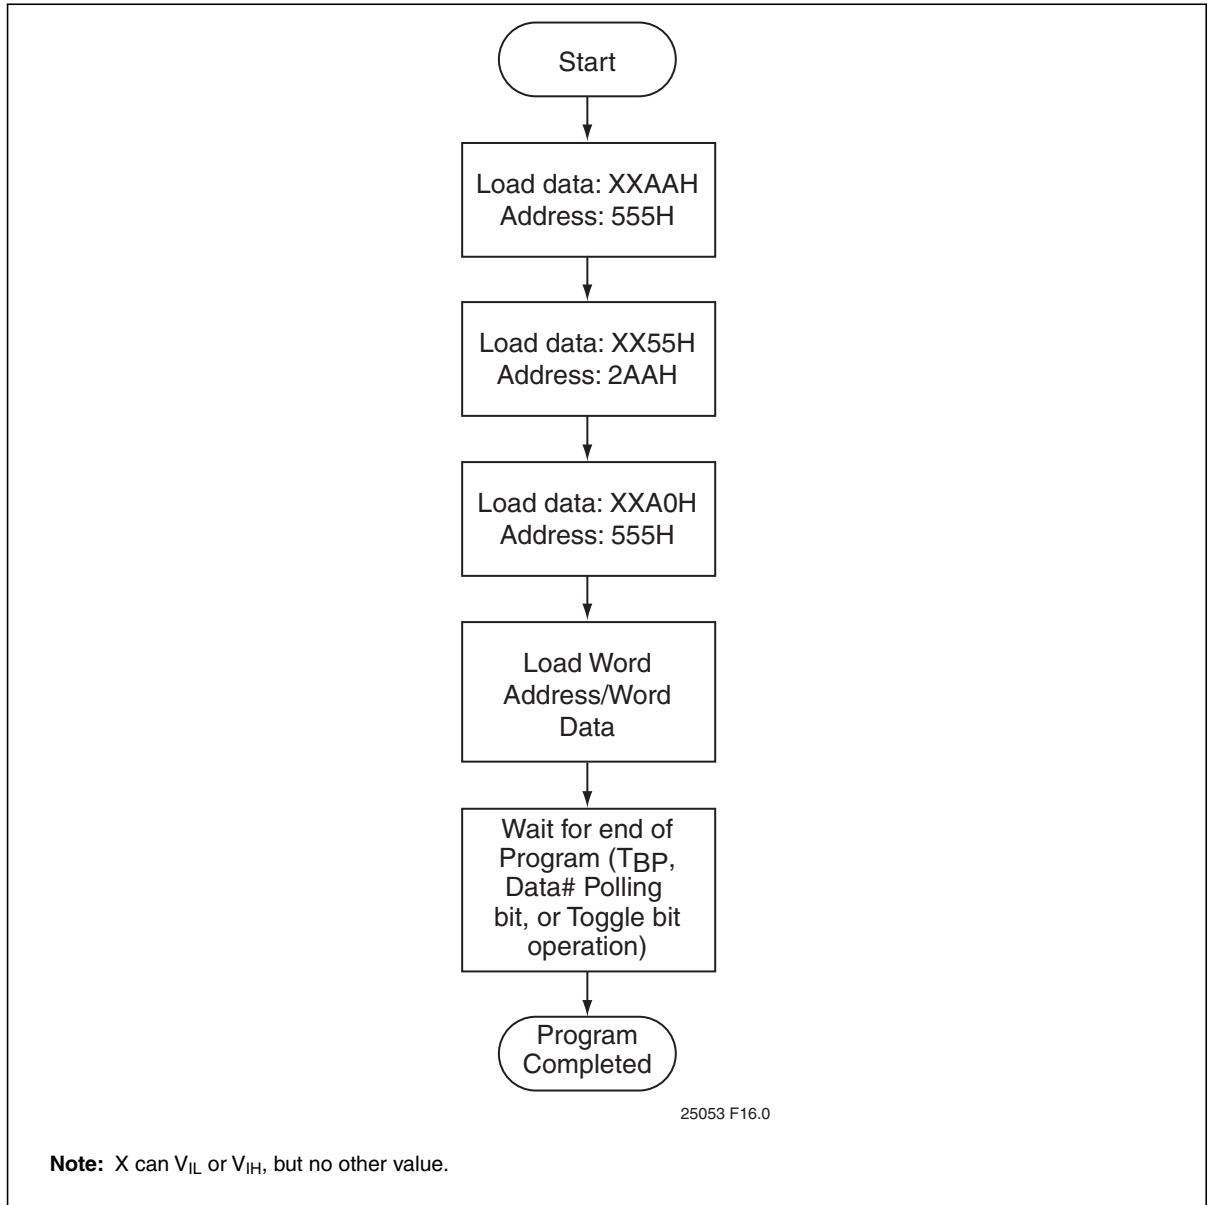 Start
Load data: XXAAH
Address: 555H
Load data: XX55H
Address: 2AAH
Load data: XXA0H
Address: 555H
Load Word
Address/Word
Data
Wait for end of
Program (TBP,
Data# Polling
bit, or Toggle bit
operation)
Program
Completed
25053 F16.0
Note: X can VIL or VIH, but no other value.